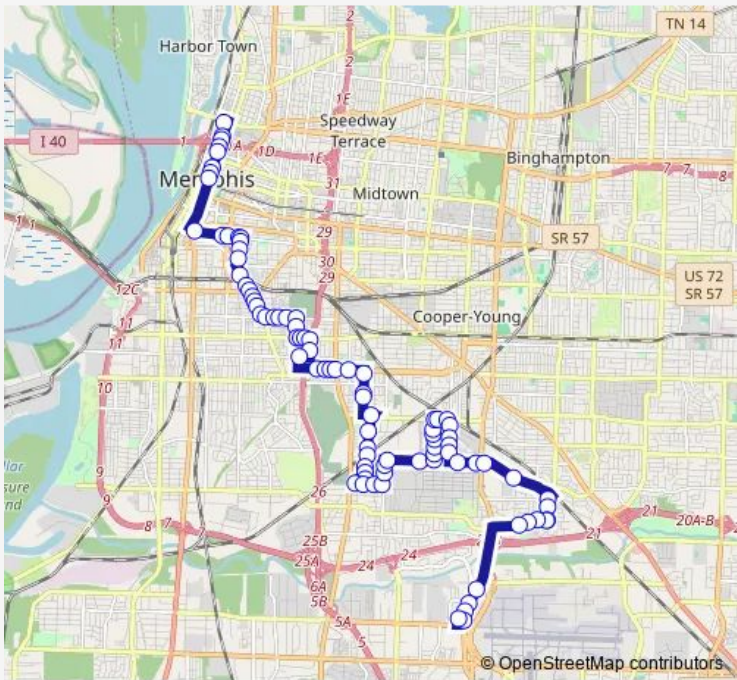 TN 14
2
Harbor Town
1E
Speedway
Terrace
I 40
1
A
1D
1E
Binghampton
7
7
8
31
Memphis
Midtown
1
1
29
SR 57
30
29
US 72
SR 57
12C
11
Cooper-Young
11
10
9
26
9
8
7
21
20A-B
25B
21
25A
24
24
6A
5B
5A
5
© OpenStreetMap contributors